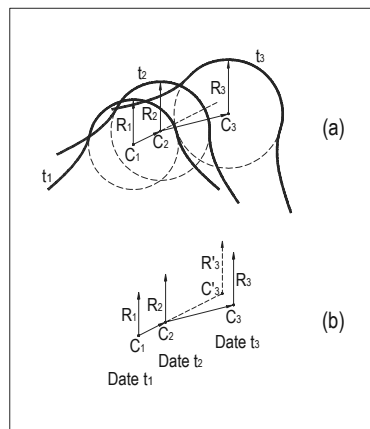 t3
t2
R3
R2
R1
(a)
C3
C2
C1
t1
R'3
R3
C'3
R2
R1
(b)
C3
C2
C1
Date t3
Date t2
Date t1